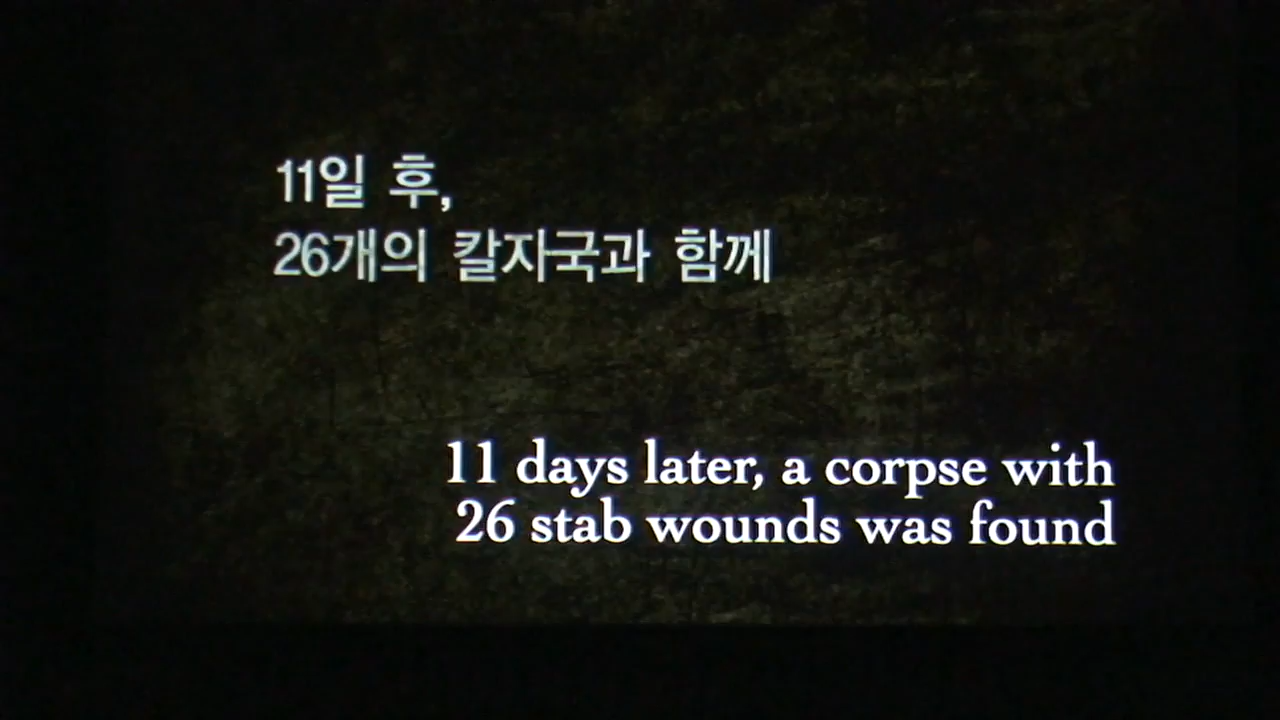 11일 후,
26개의 칼자국과 함께
11 days later, a corpse with
26 stab wounds was found